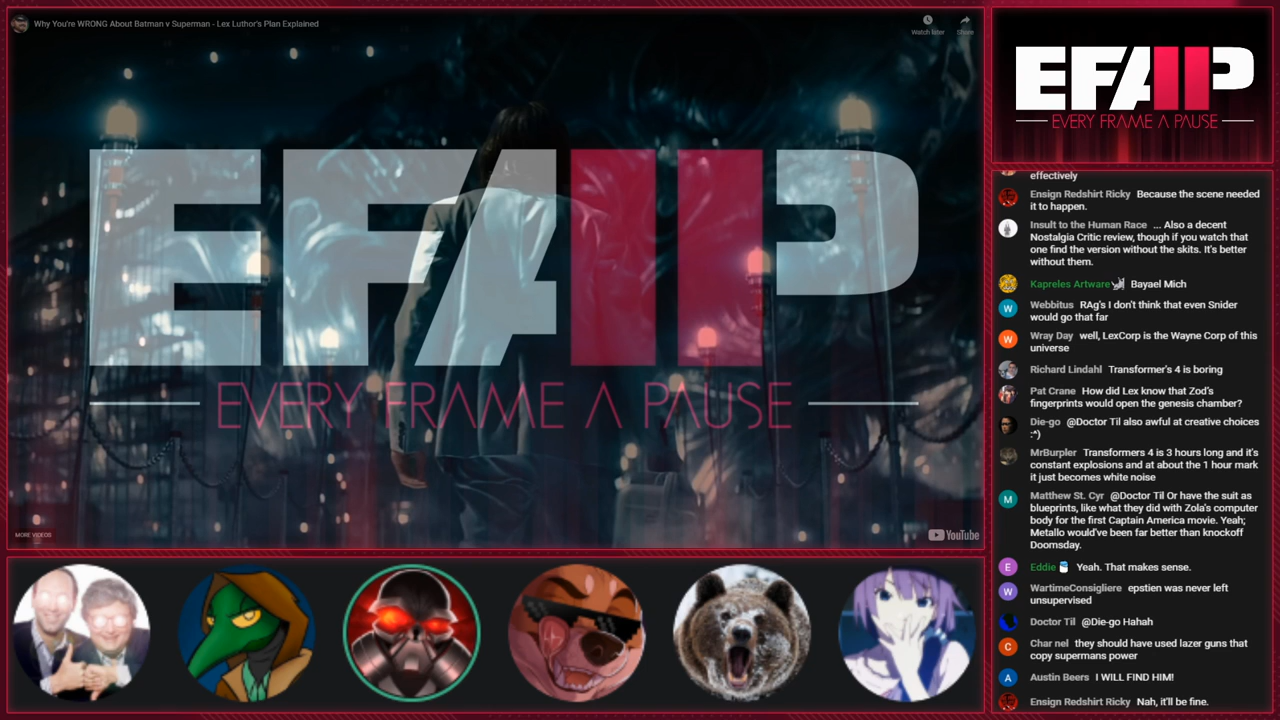 Why You're WRONG About Batman v Superman - Lex Luthor's Plan Explained
Watch later
Share
EFAP
EVERY FRAME A PAUSE
MORE VIDEOS
YouTube
EFAP
EVERY FRAME A PAUSE
effectively
Ensign Redshirt Ricky Because the scene needed
it to happen.
Insult to the Human Race ... Also a decent
Nostalgia Critic review, though if you watch that
one find the version without the skits. It's better
without them.
Kapreles Artware Bayael Mich
W
Webbitus RAg's I don't think that even Snider
would go that far
W
Wray Day well, LexCorp is the Wayne Corp of this
universe
Richard Lindahl Transformer's 4 is boring
Pat Crane How did Lex know that Zod's
fingerprints would open the genesis chamber?
Die-go @Doctor Til also awful at creative choices
:^)
MrBurpler Transformers 4 is 3 hours long and it's
constant explosions and at about the 1 hour mark
it just becomes white noise
M
Matthew St. Cyr @Doctor Til Or have the suit as
blueprints, like what they did with Zola's computer
body for the first Captain America movie. Yeah;
Metallo would've been far better than knockoff
Doomsday.
E
Eddie Yeah. That makes sense.
W
WartimeConsigliere epstien was never left
unsupervised
Doctor Til @Die-go Hahah
C
Char nel they should have used lazer guns that
copy supermans power
A
Austin Beers I WILL FIND HIM!
Ensign Redshirt Ricky Nah, it'll be fine.